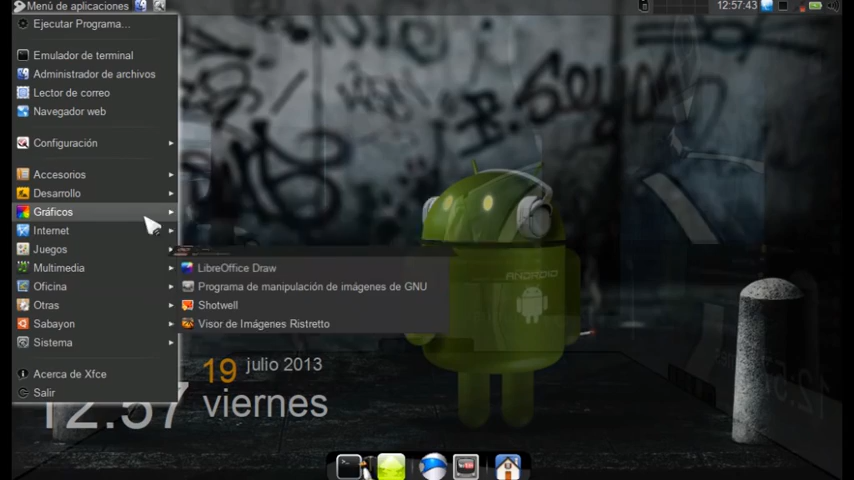 Menú de aplicaciones
12:57:43
Ejecutar Programa...
Emulador de terminal
Administrador de archivos
Lector de correo
Navegador web
Configuración
Accesorios
Desarrollo
Gráficos
Internet
Juegos
Multimedia
Oficina
Otras
Sabayon
Sistema
Acerca de Xfce
Salir
LibreOffice Draw
Programa de manipulación de imágenes de GNU
Shotwell
Visor de Imágenes Ristretto
ANDROID
19 julio 2013
12:57 viernes